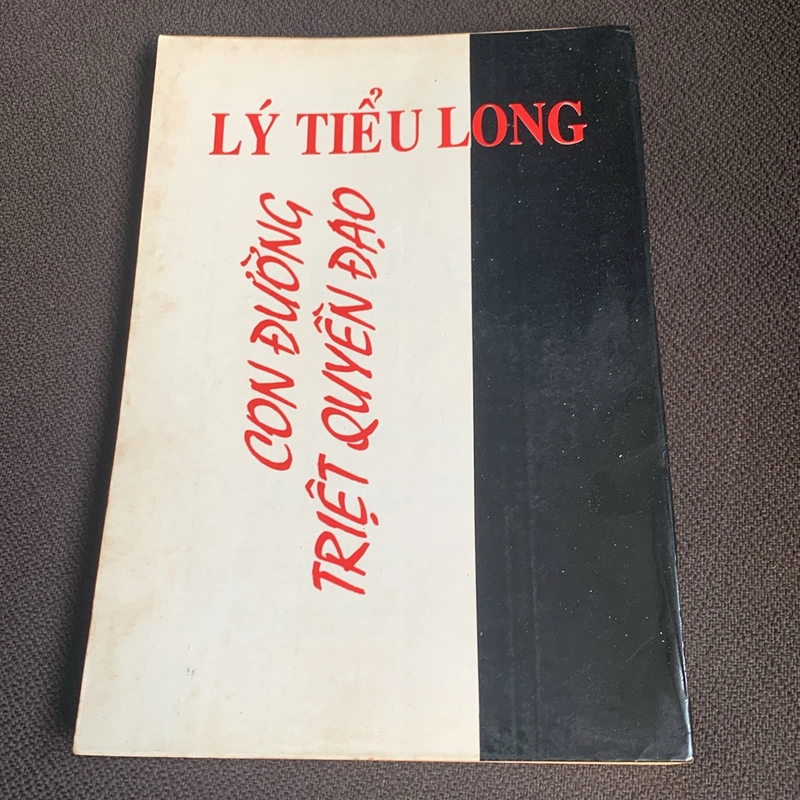 LÝ TIỂU LONG
CON ĐƯỜNG
TRIỆT QUYỀN ĐẠO